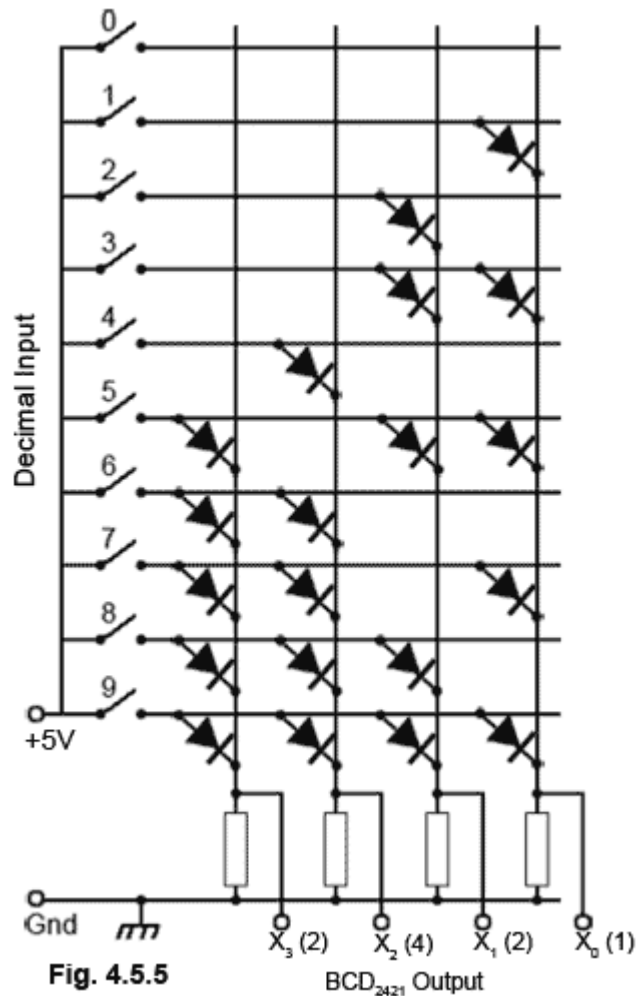 0
1
2
3
4
5
6
7
8
9
Decimal Input
+5V
Gnd
X₃ (2) X₂ (4) X₁ (2) X₀ (1)
Fig. 4.5.5
BCD₂₄₂₁ Output